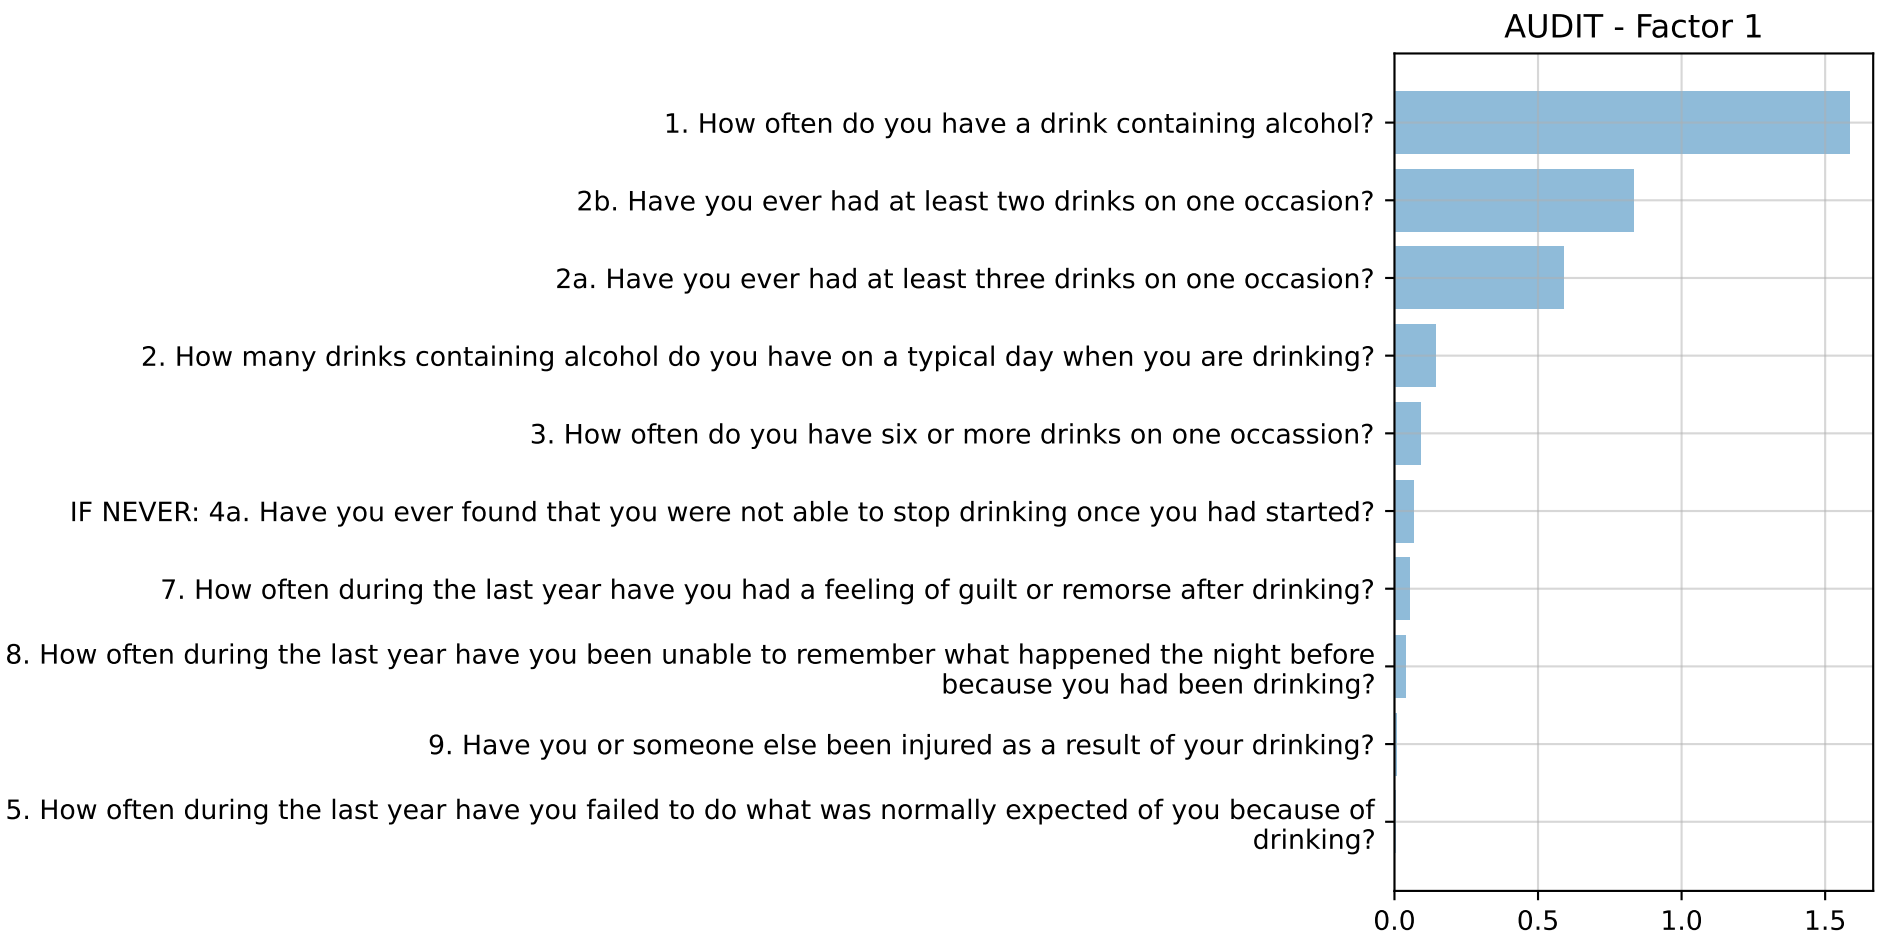 AUDIT - Factor 1
1. How often do you have a drink containing alcohol?
2b. Have you ever had at least two drinks on one occasion?
2a. Have you ever had at least three drinks on one occasion?
2. How many drinks containing alcohol do you have on a typical day when you are drinking?
3. How often do you have six or more drinks on one occassion?
IF NEVER: 4a. Have you ever found that you were not able to stop drinking once you had started?
7. How often during the last year have you had a feeling of guilt or remorse after drinking?
8. How often during the last year have you been unable to remember what happened the night before
because you had been drinking?
9. Have you or someone else been injured as a result of your drinking?
5. How often during the last year have you failed to do what was normally expected of you because of
drinking?
0.0 0.5 1.0 1.5